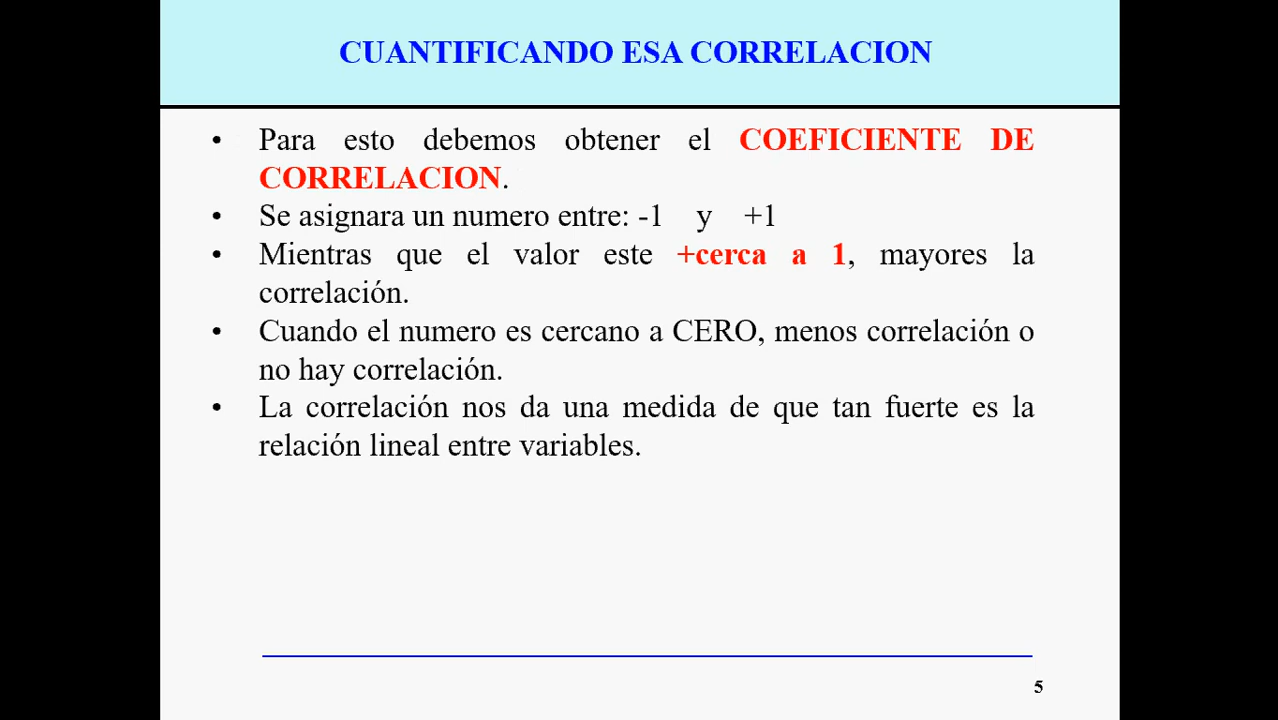 CUANTIFICANDO ESA CORRELACION
• Para esto debemos obtener el COEFICIENTE DE
CORRELACION.
• Se asignara un numero entre: -1 y +1
• Mientras que el valor este +cerca a 1, mayores la
correlación.
• Cuando el numero es cercano a CERO, menos correlación o
no hay correlación.
• La correlación nos da una medida de que tan fuerte es la
relación lineal entre variables.
5